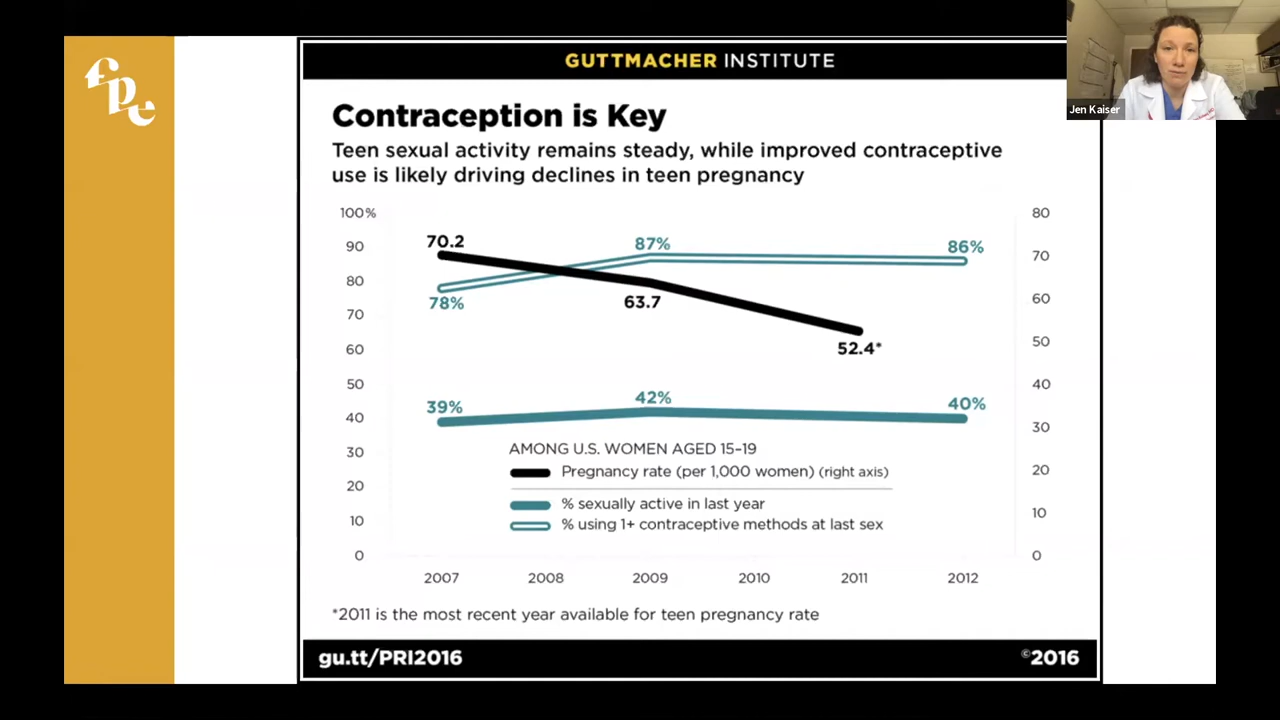 fpe
GUTTMACHER INSTITUTE
Jen Kaiser
Contraception is Key
Teen sexual activity remains steady, while improved contraceptive
use is likely driving declines in teen pregnancy
100%
90
80
70
60
50
40
30
20
10
0
80
70
60
50
40
30
20
10
0
70.2
87%
86%
78%
63.7
52.4*
39%
42%
40%
AMONG U.S. WOMEN AGED 15–19
Pregnancy rate (per 1,000 women) (right axis)
% sexually active in last year
% using 1+ contraceptive methods at last sex
2007 2008 2009 2010 2011 2012
*2011 is the most recent year available for teen pregnancy rate
gu.tt/PRI2016
©2016